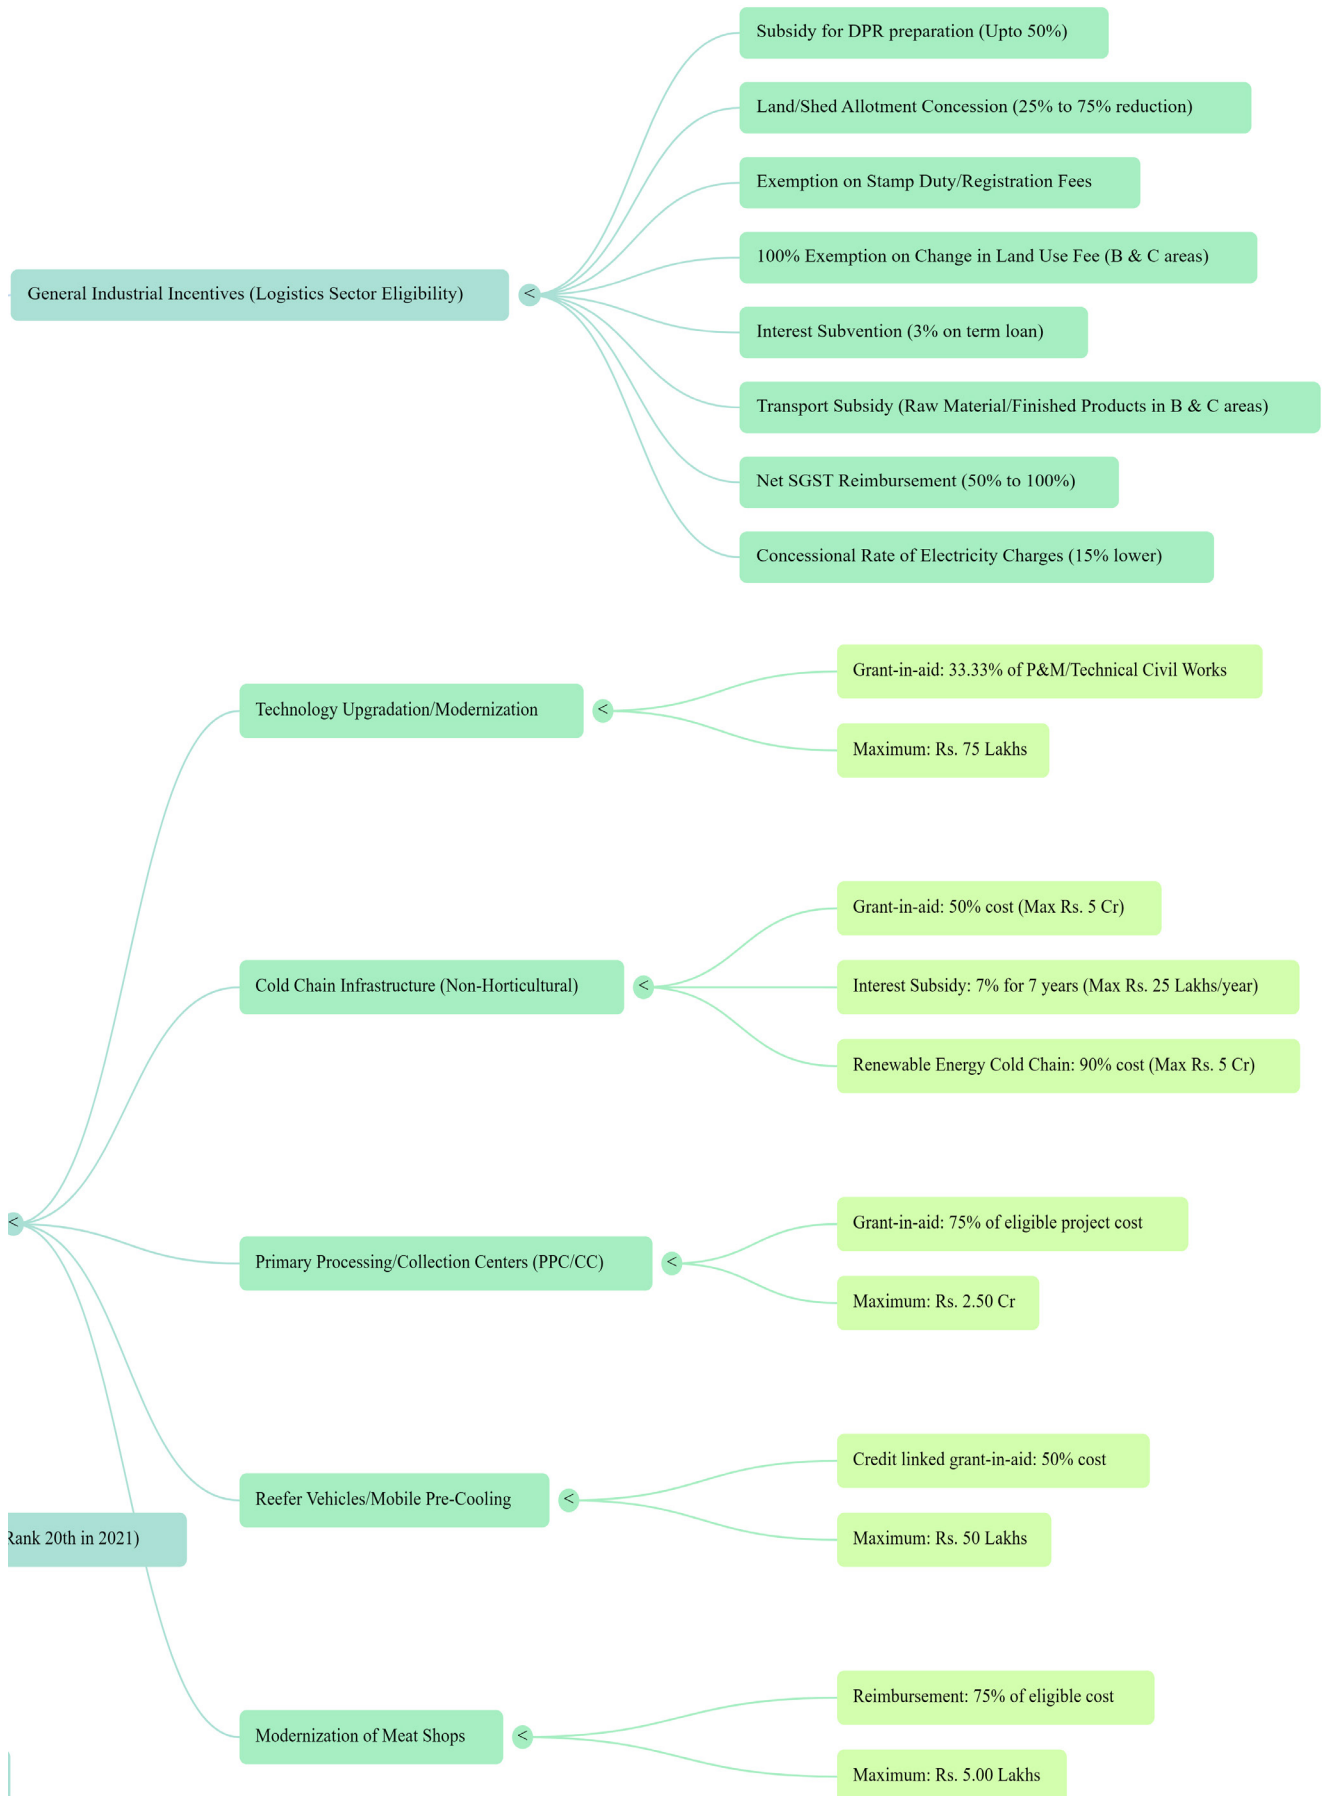 General Industrial Incentives (Logistics Sector Eligibility)
<
Subsidy for DPR preparation (Upto 50%)
Land/Shed Allotment Concession (25% to 75% reduction)
Exemption on Stamp Duty/Registration Fees
100% Exemption on Change in Land Use Fee (B & C areas)
Interest Subvention (3% on term loan)
Transport Subsidy (Raw Material/Finished Products in B & C areas)
Net SGST Reimbursement (50% to 100%)
Concessional Rate of Electricity Charges (15% lower)
<
Technology Upgradation/Modernization
<
Grant-in-aid: 33.33% of P&M/Technical Civil Works
Maximum: Rs. 75 Lakhs
Cold Chain Infrastructure (Non-Horticultural)
<
Grant-in-aid: 50% cost (Max Rs. 5 Cr)
Interest Subsidy: 7% for 7 years (Max Rs. 25 Lakhs/year)
Renewable Energy Cold Chain: 90% cost (Max Rs. 5 Cr)
Primary Processing/Collection Centers (PPC/CC)
<
Grant-in-aid: 75% of eligible project cost
Maximum: Rs. 2.50 Cr
Reefer Vehicles/Mobile Pre-Cooling
<
Credit linked grant-in-aid: 50% cost
Maximum: Rs. 50 Lakhs
Rank 20th in 2021)
Modernization of Meat Shops
<
Reimbursement: 75% of eligible cost
Maximum: Rs. 5.00 Lakhs